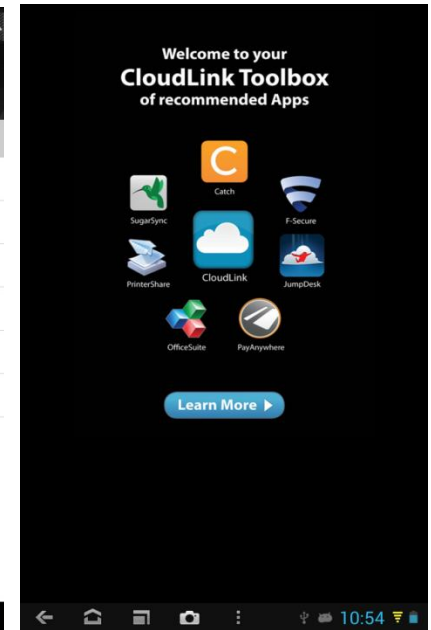 Welcome to your
CloudLink Toolbox
of recommended Apps
C
Catch
SugarSync
F-Secure
CloudLink
PrinterShare
JumpDesk
OfficeSuite
PayAnywhere
Learn More
10:54